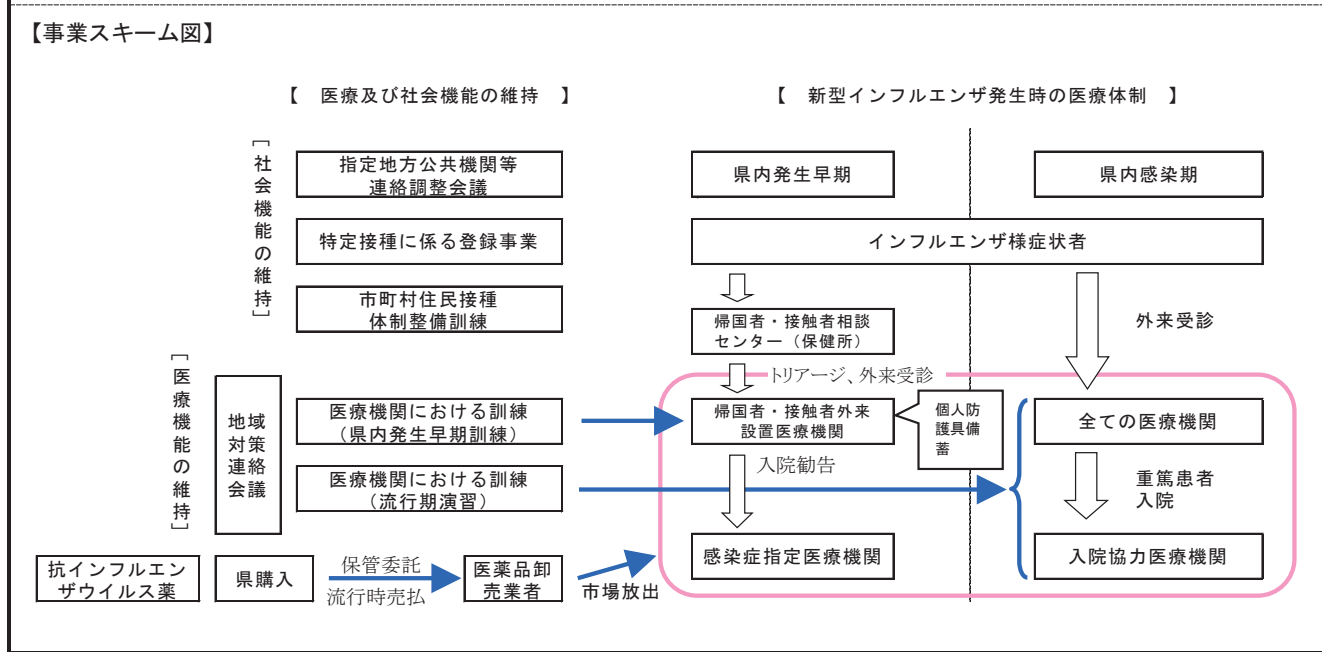 【事業スキーム図】
【 医療及び社会機能の維持 】
【 新型インフルエンザ発生時の医療体制 】
[社会機能の維持]
指定地方公共機関等
連絡調整会議
特定接種に係る登録事業
市町村住民接種
体制整備訓練
[医療機能の維持]
地域
対策
連絡
会議
医療機関における訓練
(県内発生早期訓練)
医療機関における訓練
(流行期演習)
抗インフルエン
ザウイルス薬
県購入
保管委託
流行時売払
医薬品卸
売業者
市場放出
県内発生早期
県内感染期
インフルエンザ様症状者
帰国者・接触者相談
センター(保健所)
外来受診
トリアージ、外来受診
帰国者・接触者外来
設置医療機関
個人防
護具備
蓄
全ての医療機関
入院勧告
重篤患者
入院
感染症指定医療機関
入院協力医療機関